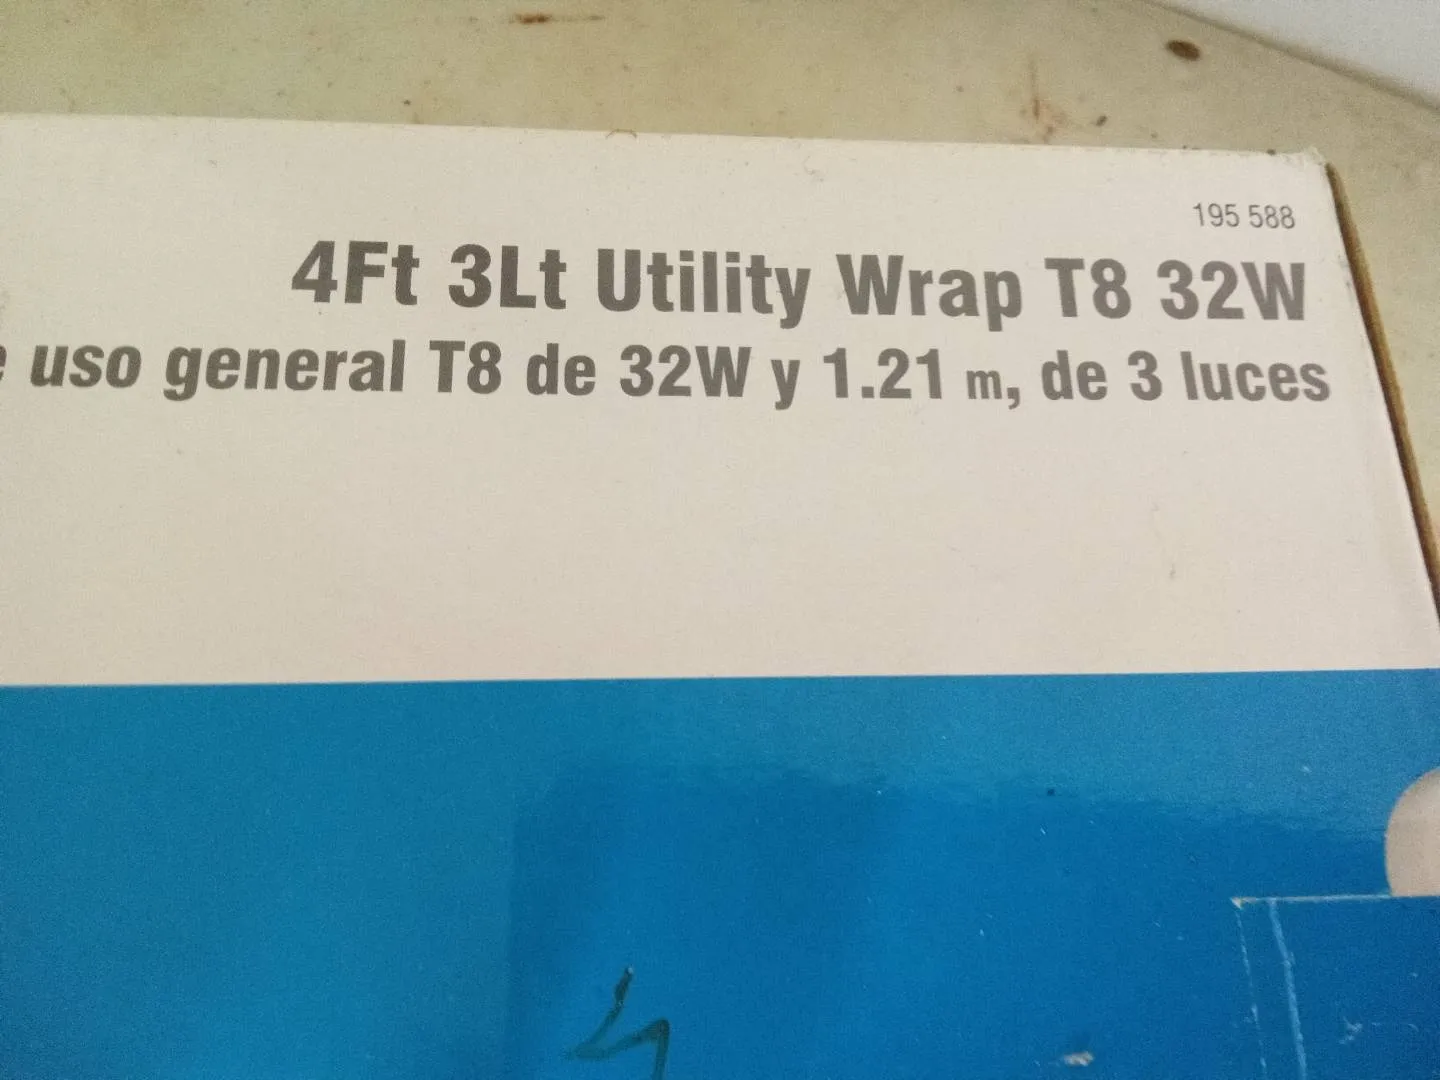 195 588
4Ft 3Lt Utility Wrap T8 32W
uso general T8 de 32W y 1.21 m, de 3 luces